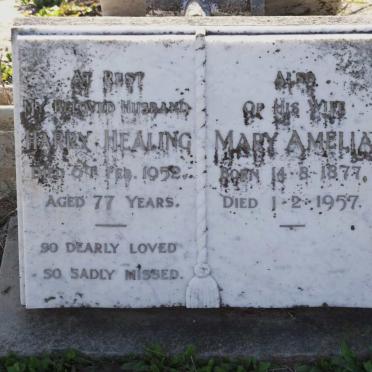 At Rest
My Beloved Husband
Harry Healing
Died 6th Feb. 1952.
Aged 77 Years.
So Dearly Loved
So Sadly Missed.
Also
Of His Wife
Mary Amelia
Born 14-8-1877.
Died 1-2-1957.